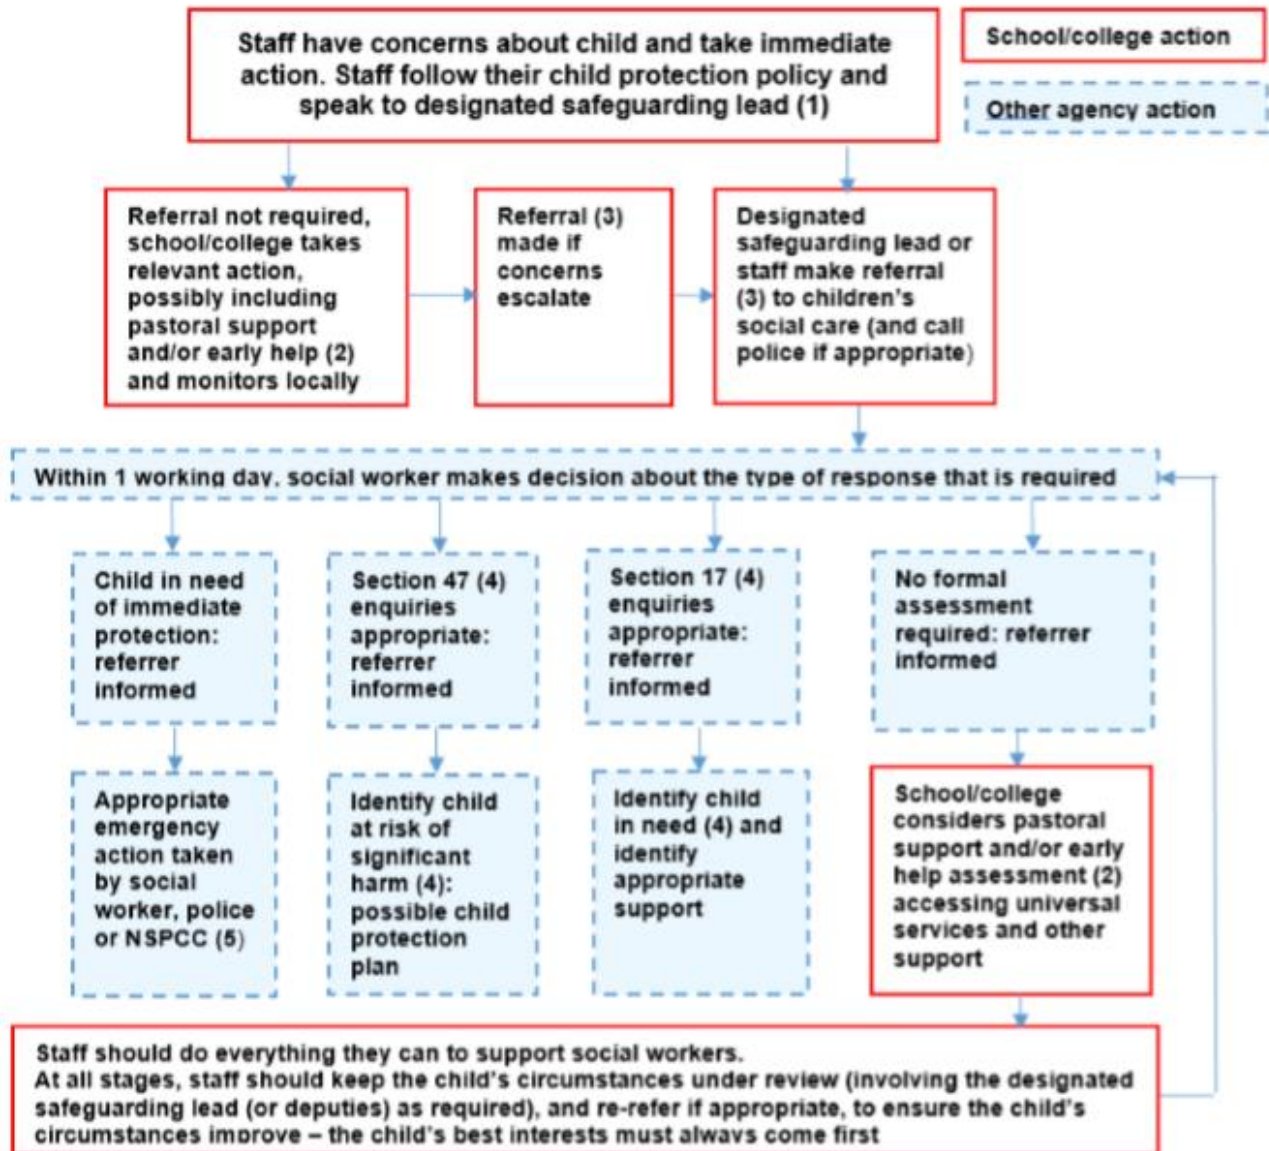 Staff have concerns about child and take immediate
action. Staff follow their child protection policy and
speak to designated safeguarding lead (1)
School/college action
Other agency action
Referral not required,
school/college takes
relevant action,
possibly including
pastoral support
and/or early help (2)
and monitors locally
Referral (3)
made if
concerns
escalate
Designated
safeguarding lead or
staff make referral
(3) to children's
social care (and call
police if appropriate)
Within 1 working day, social worker makes decision about the type of response that is required
Child in need
of immediate
protection:
referrer
informed
Section 47 (4)
enquiries
appropriate:
referrer
informed
Section 17 (4)
enquiries
appropriate:
referrer
informed
No formal
assessment
required: referrer
informed
Appropriate
emergency
action taken
by social
worker, police
or NSPCC (5)
Identify child
at risk of
significant
harm (4):
possible child
protection
plan
Identify child
in need (4) and
identify
appropriate
support
School/college
considers pastoral
support and/or early
help assessment (2)
accessing universal
services and other
support
Staff should do everything they can to support social workers.
At all stages, staff should keep the child's circumstances under review (involving the designated
safeguarding lead (or deputies) as required), and re-refer if appropriate, to ensure the child's
circumstances improve – the child's best interests must always come first